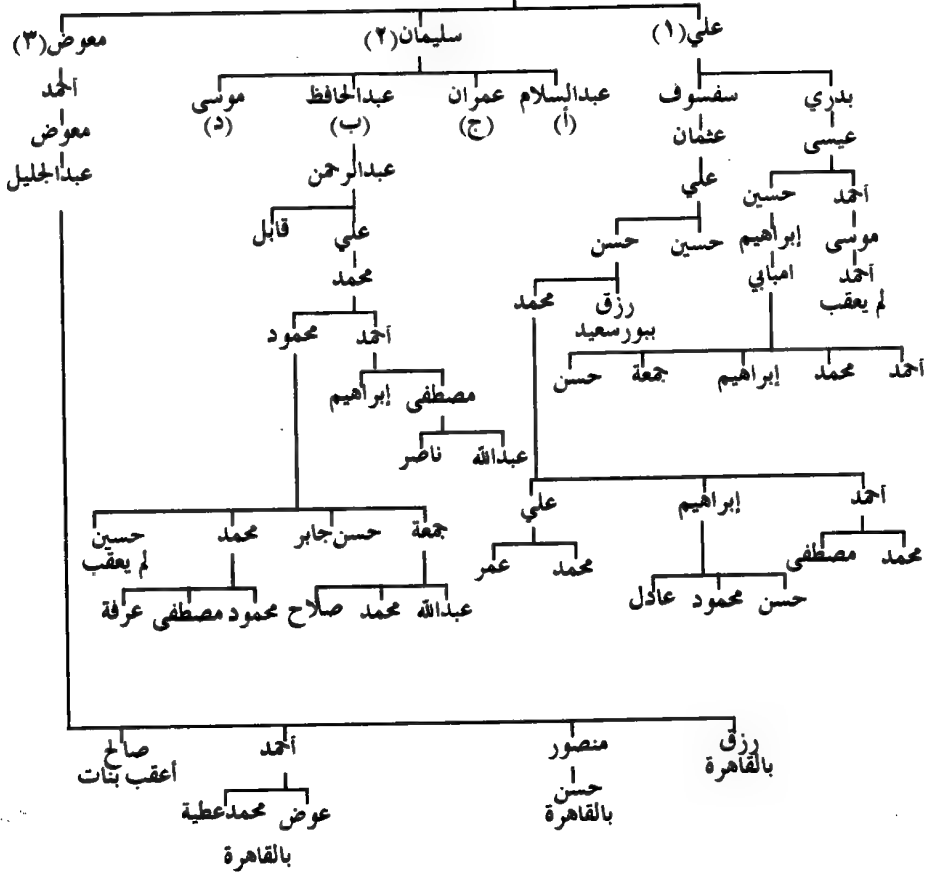 علي(١) سليمان(٢) معوض(٣)
بدري سفسوف عبدالسلام عمران عبدالحافظ موسى أحمد
(أ) (ج) (ب) (د)
عيسى عثمان معوض
أحمد حسين علي عبدالرحمن عبدالجليل
موسى إبراهيم حسين حسن علي قابل
أحمد امبابي رزق محمد محمد
لم يعقب ببورسعيد
أحمد محمود
أحمد محمد إبراهيم جمعة حسن
مصطفى إبراهيم
عبدالله ناصر
أحمد إبراهيم علي
جمعة حسن جابر محمد حسين
لم يعقب
محمد مصطفى محمد عمر
حسن محمود عادل عبدالله محمد صلاح محمود مصطفى عرفة
رزق منصور أحمد صالح
بالقاهرة أعقب بنات
حسن
بالقاهرة
عوض محمد عطية
بالقاهرة